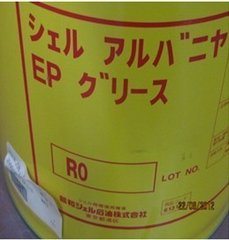 シェル アルバニヤ
EP グリース
RO
LOT NO.
昭和シェル石油株式会社
22/08/2012